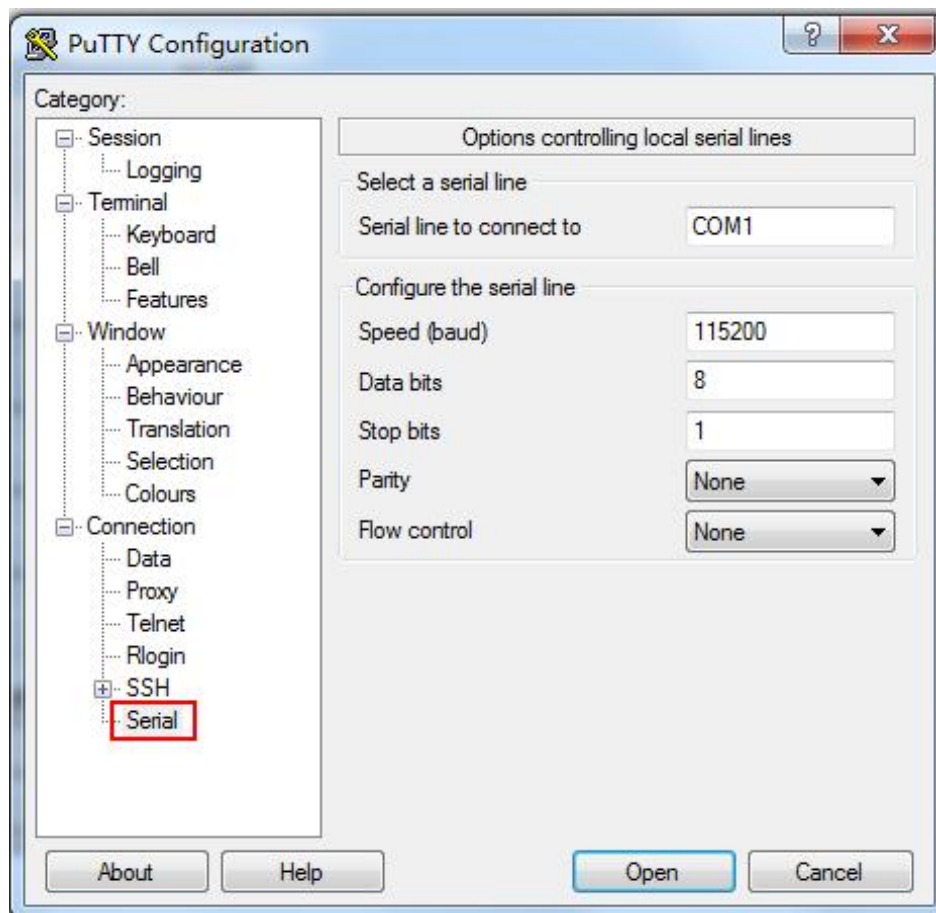 PuTTY Configuration
Category:
Session
Logging
Terminal
Keyboard
Bell
Features
Window
Appearance
Behaviour
Translation
Selection
Colours
Connection
Data
Proxy
Telnet
Rlogin
SSH
Serial
Options controlling local serial lines
Select a serial line
Serial line to connect to COM1
Configure the serial line
Speed (baud) 115200
Data bits 8
Stop bits 1
Parity None
Flow control None
About Help Open Cancel